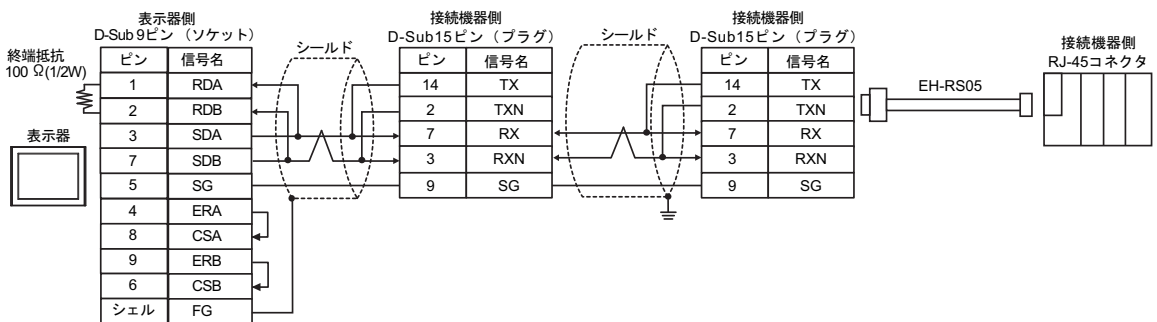 表示器側
D-Sub 9ピン （ソケット）
終端抵抗
100 Ω(1/2W)
表示器
ピン 信号名
1 RDA
2 RDB
3 SDA
7 SDB
5 SG
4 ERA
8 CSA
9 ERB
6 CSB
シェル FG
シールド
接続機器側
D-Sub15ピン（プラグ）
ピン 信号名
14 TX
2 TXN
7 RX
3 RXN
9 SG
シールド
接続機器側
D-Sub15ピン（プラグ）
ピン 信号名
14 TX
2 TXN
7 RX
3 RXN
9 SG
EH-RS05
接続機器側
RJ-45コネクタ